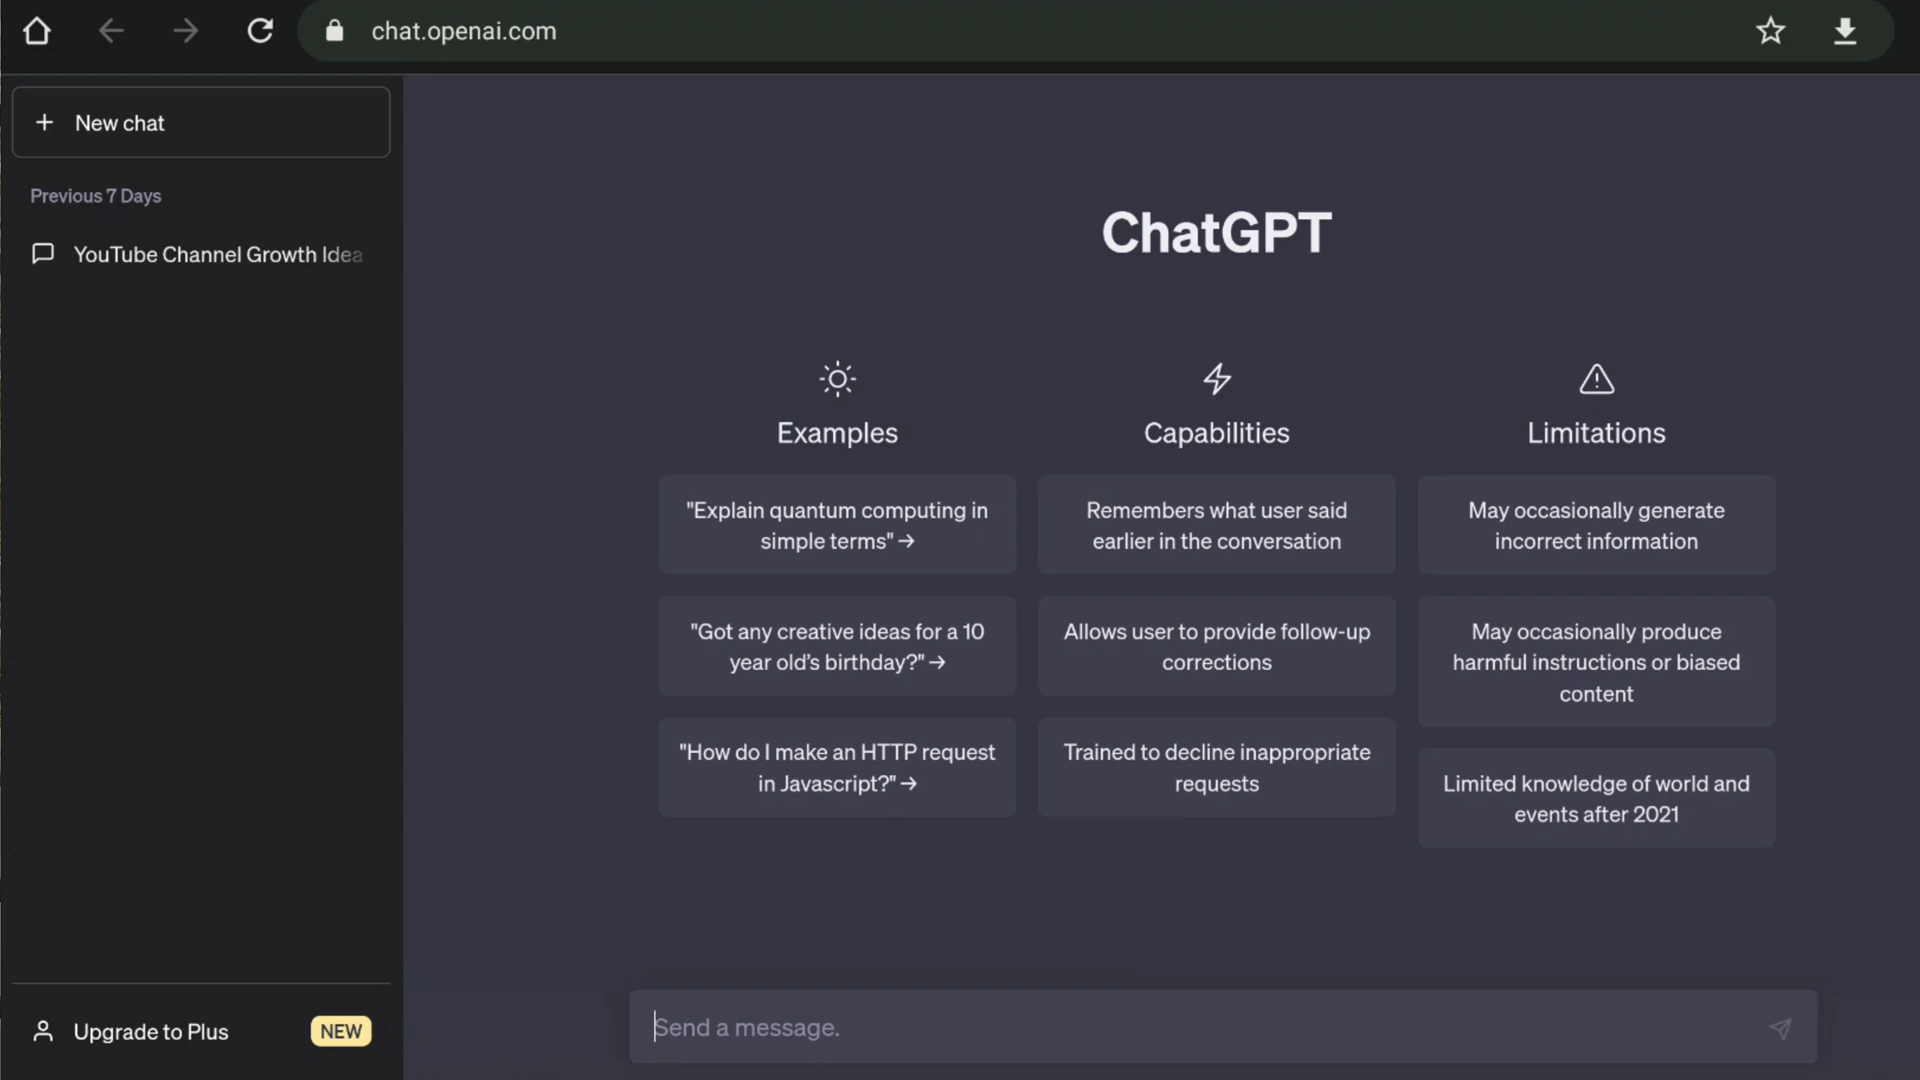 chat.openai.com
New chat
Previous 7 Days
YouTube Channel Growth Idea
Upgrade to Plus
NEW
ChatGPT
Examples
"Explain quantum computing in
simple terms" →
"Got any creative ideas for a 10
year old’s birthday?" →
"How do I make an HTTP request
in Javascript?" →
Capabilities
Remembers what user said
earlier in the conversation
Allows user to provide follow-up
corrections
Trained to decline inappropriate
requests
Limitations
May occasionally generate
incorrect information
May occasionally produce
harmful instructions or biased
content
Limited knowledge of world and
events after 2021
Send a message.